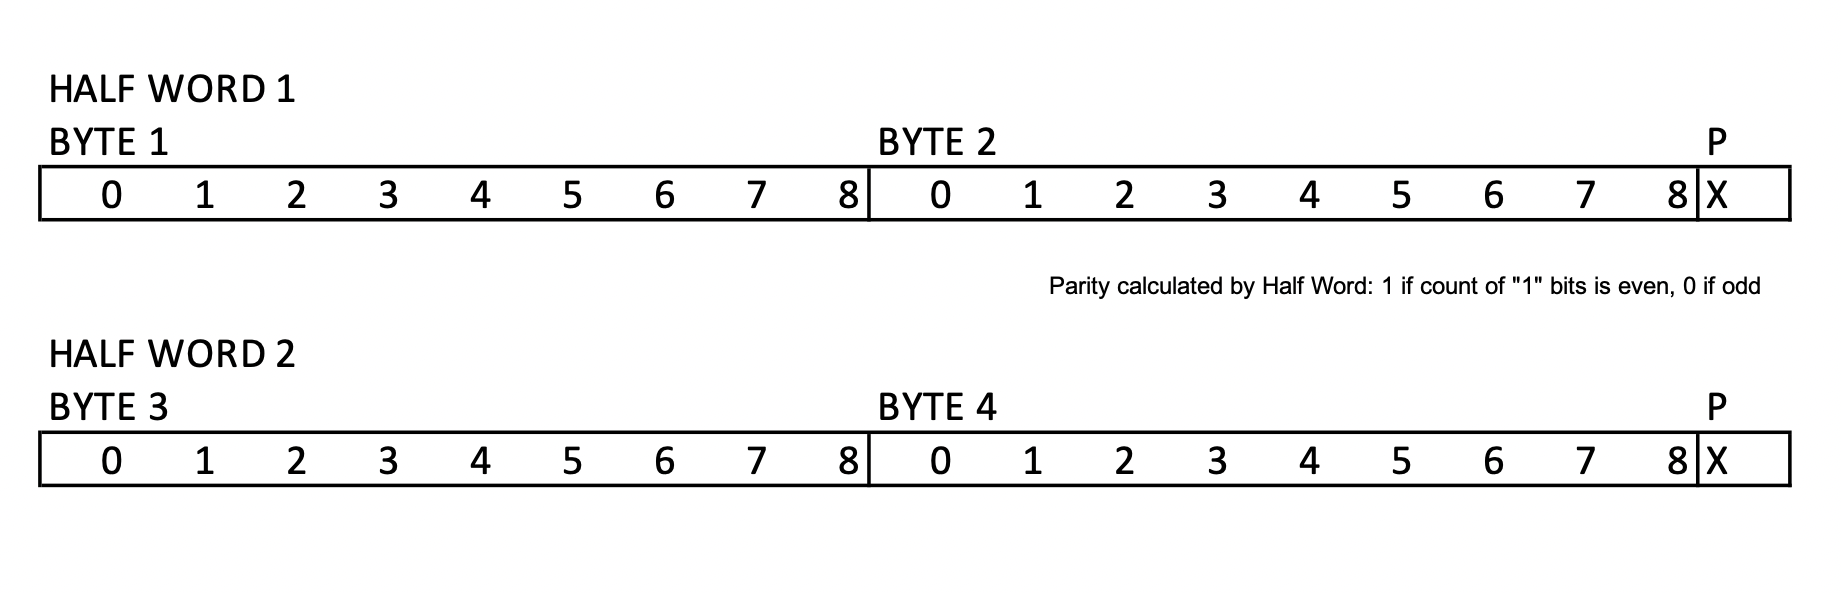 HALF WORD 1
BYTE 1 BYTE 2 P
0 1 2 3 4 5 6 7 8 0 1 2 3 4 5 6 7 8 X
Parity calculated by Half Word: 1 if count of "1" bits is even, 0 if odd
HALF WORD 2
BYTE 3 BYTE 4 P
0 1 2 3 4 5 6 7 8 0 1 2 3 4 5 6 7 8 X